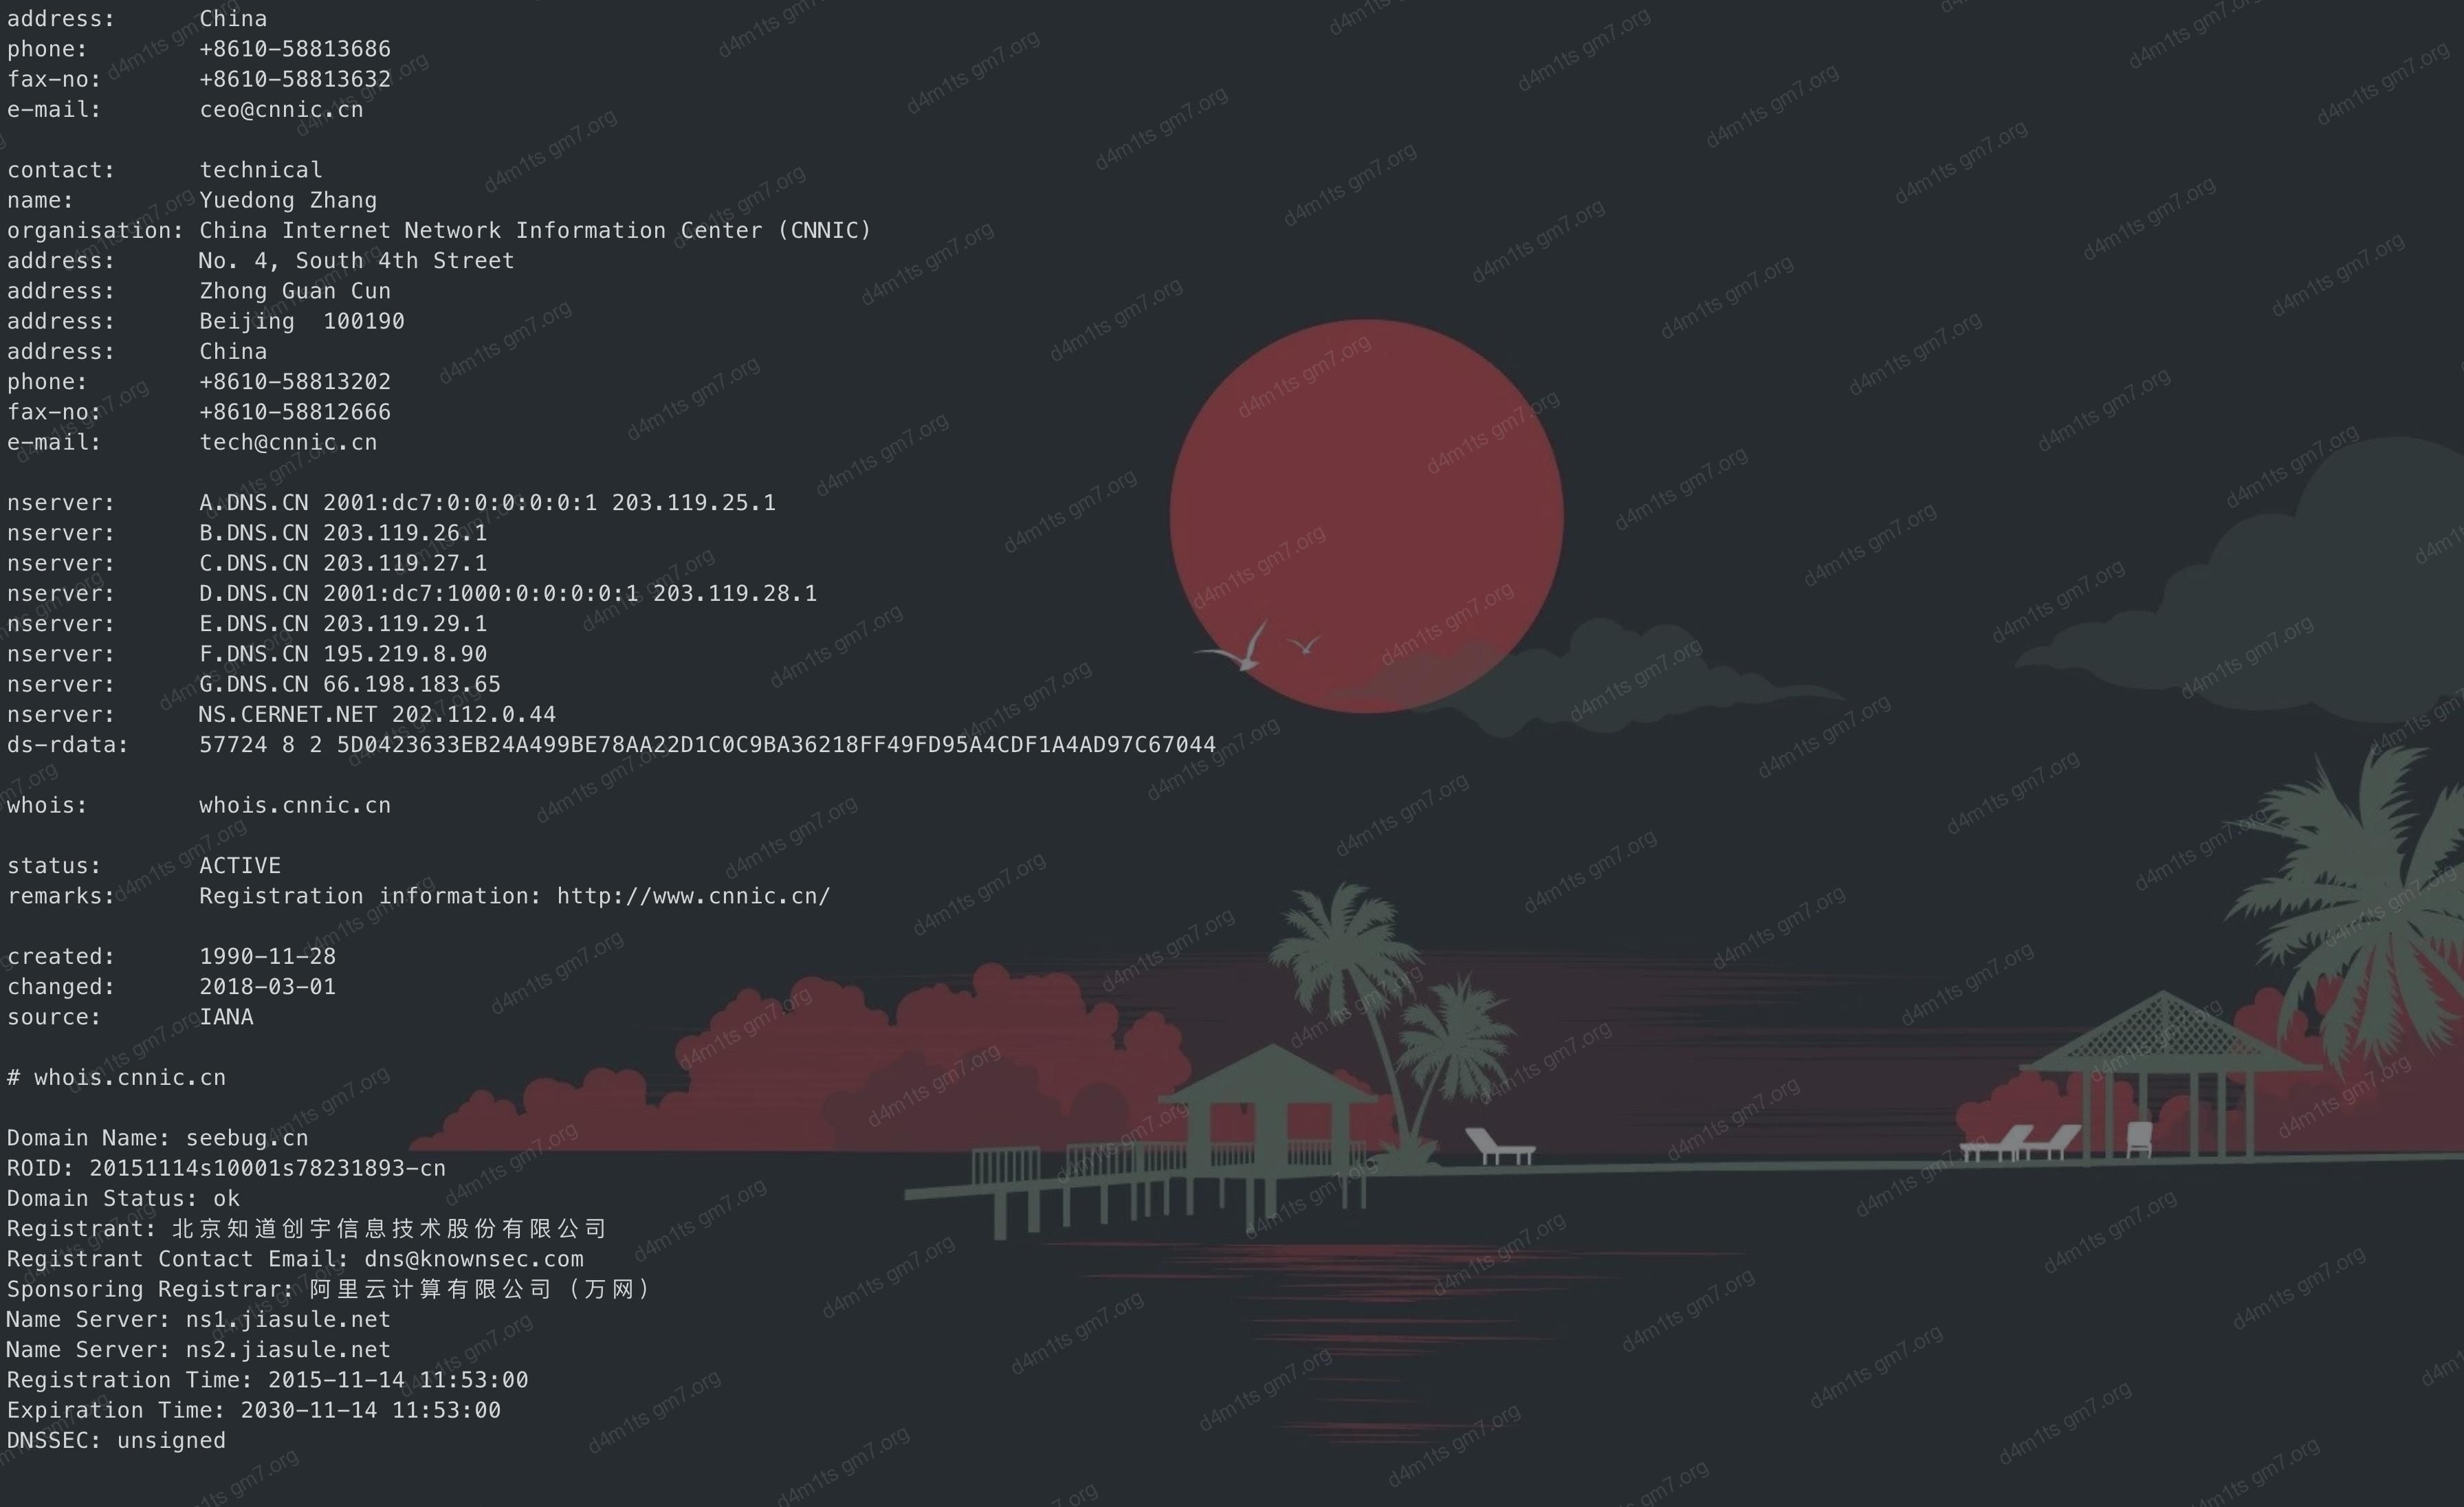 address:      China
phone:        +8610-58813686
fax-no:       +8610-58813632
e-mail:       ceo@cnnic.cn

contact:      technical
name:         Yuedong Zhang
organisation: China Internet Network Information Center (CNNIC)
address:      No. 4, South 4th Street
address:      Zhong Guan Cun
address:      Beijing  100190
address:      China
phone:        +8610-58813202
fax-no:       +8610-58812666
e-mail:       tech@cnnic.cn

nserver:      A.DNS.CN 2001:dc7:0:0:0:0:0:1 203.119.25.1
nserver:      B.DNS.CN 203.119.26.1
nserver:      C.DNS.CN 203.119.27.1
nserver:      D.DNS.CN 2001:dc7:1000:0:0:0:0:1 203.119.28.1
nserver:      E.DNS.CN 203.119.29.1
nserver:      F.DNS.CN 195.219.8.90
nserver:      G.DNS.CN 66.198.183.65
nserver:      NS.CERNET.NET 202.112.0.44
ds-rdata:     57724 8 2 5D0423633EB24A499BE78AA22D1C0C9BA36218FF49FD95A4CDF1A4AD97C67044

whois:        whois.cnnic.cn

status:       ACTIVE
remarks:      Registration information: http://www.cnnic.cn/

created:      1990-11-28
changed:      2018-03-01
source:       IANA

# whois.cnnic.cn

Domain Name: seebug.cn
ROID: 20151114s10001s78231893-cn
Domain Status: ok
Registrant: 北京知道创宇信息技术股份有限公司
Registrant Contact Email: dns@knownsec.com
Sponsoring Registrar: 阿里云计算有限公司（万网）
Name Server: ns1.jiasule.net
Name Server: ns2.jiasule.net
Registration Time: 2015-11-14 11:53:00
Expiration Time: 2030-11-14 11:53:00
DNSSEC: unsigned
d4m1ts gm7.org